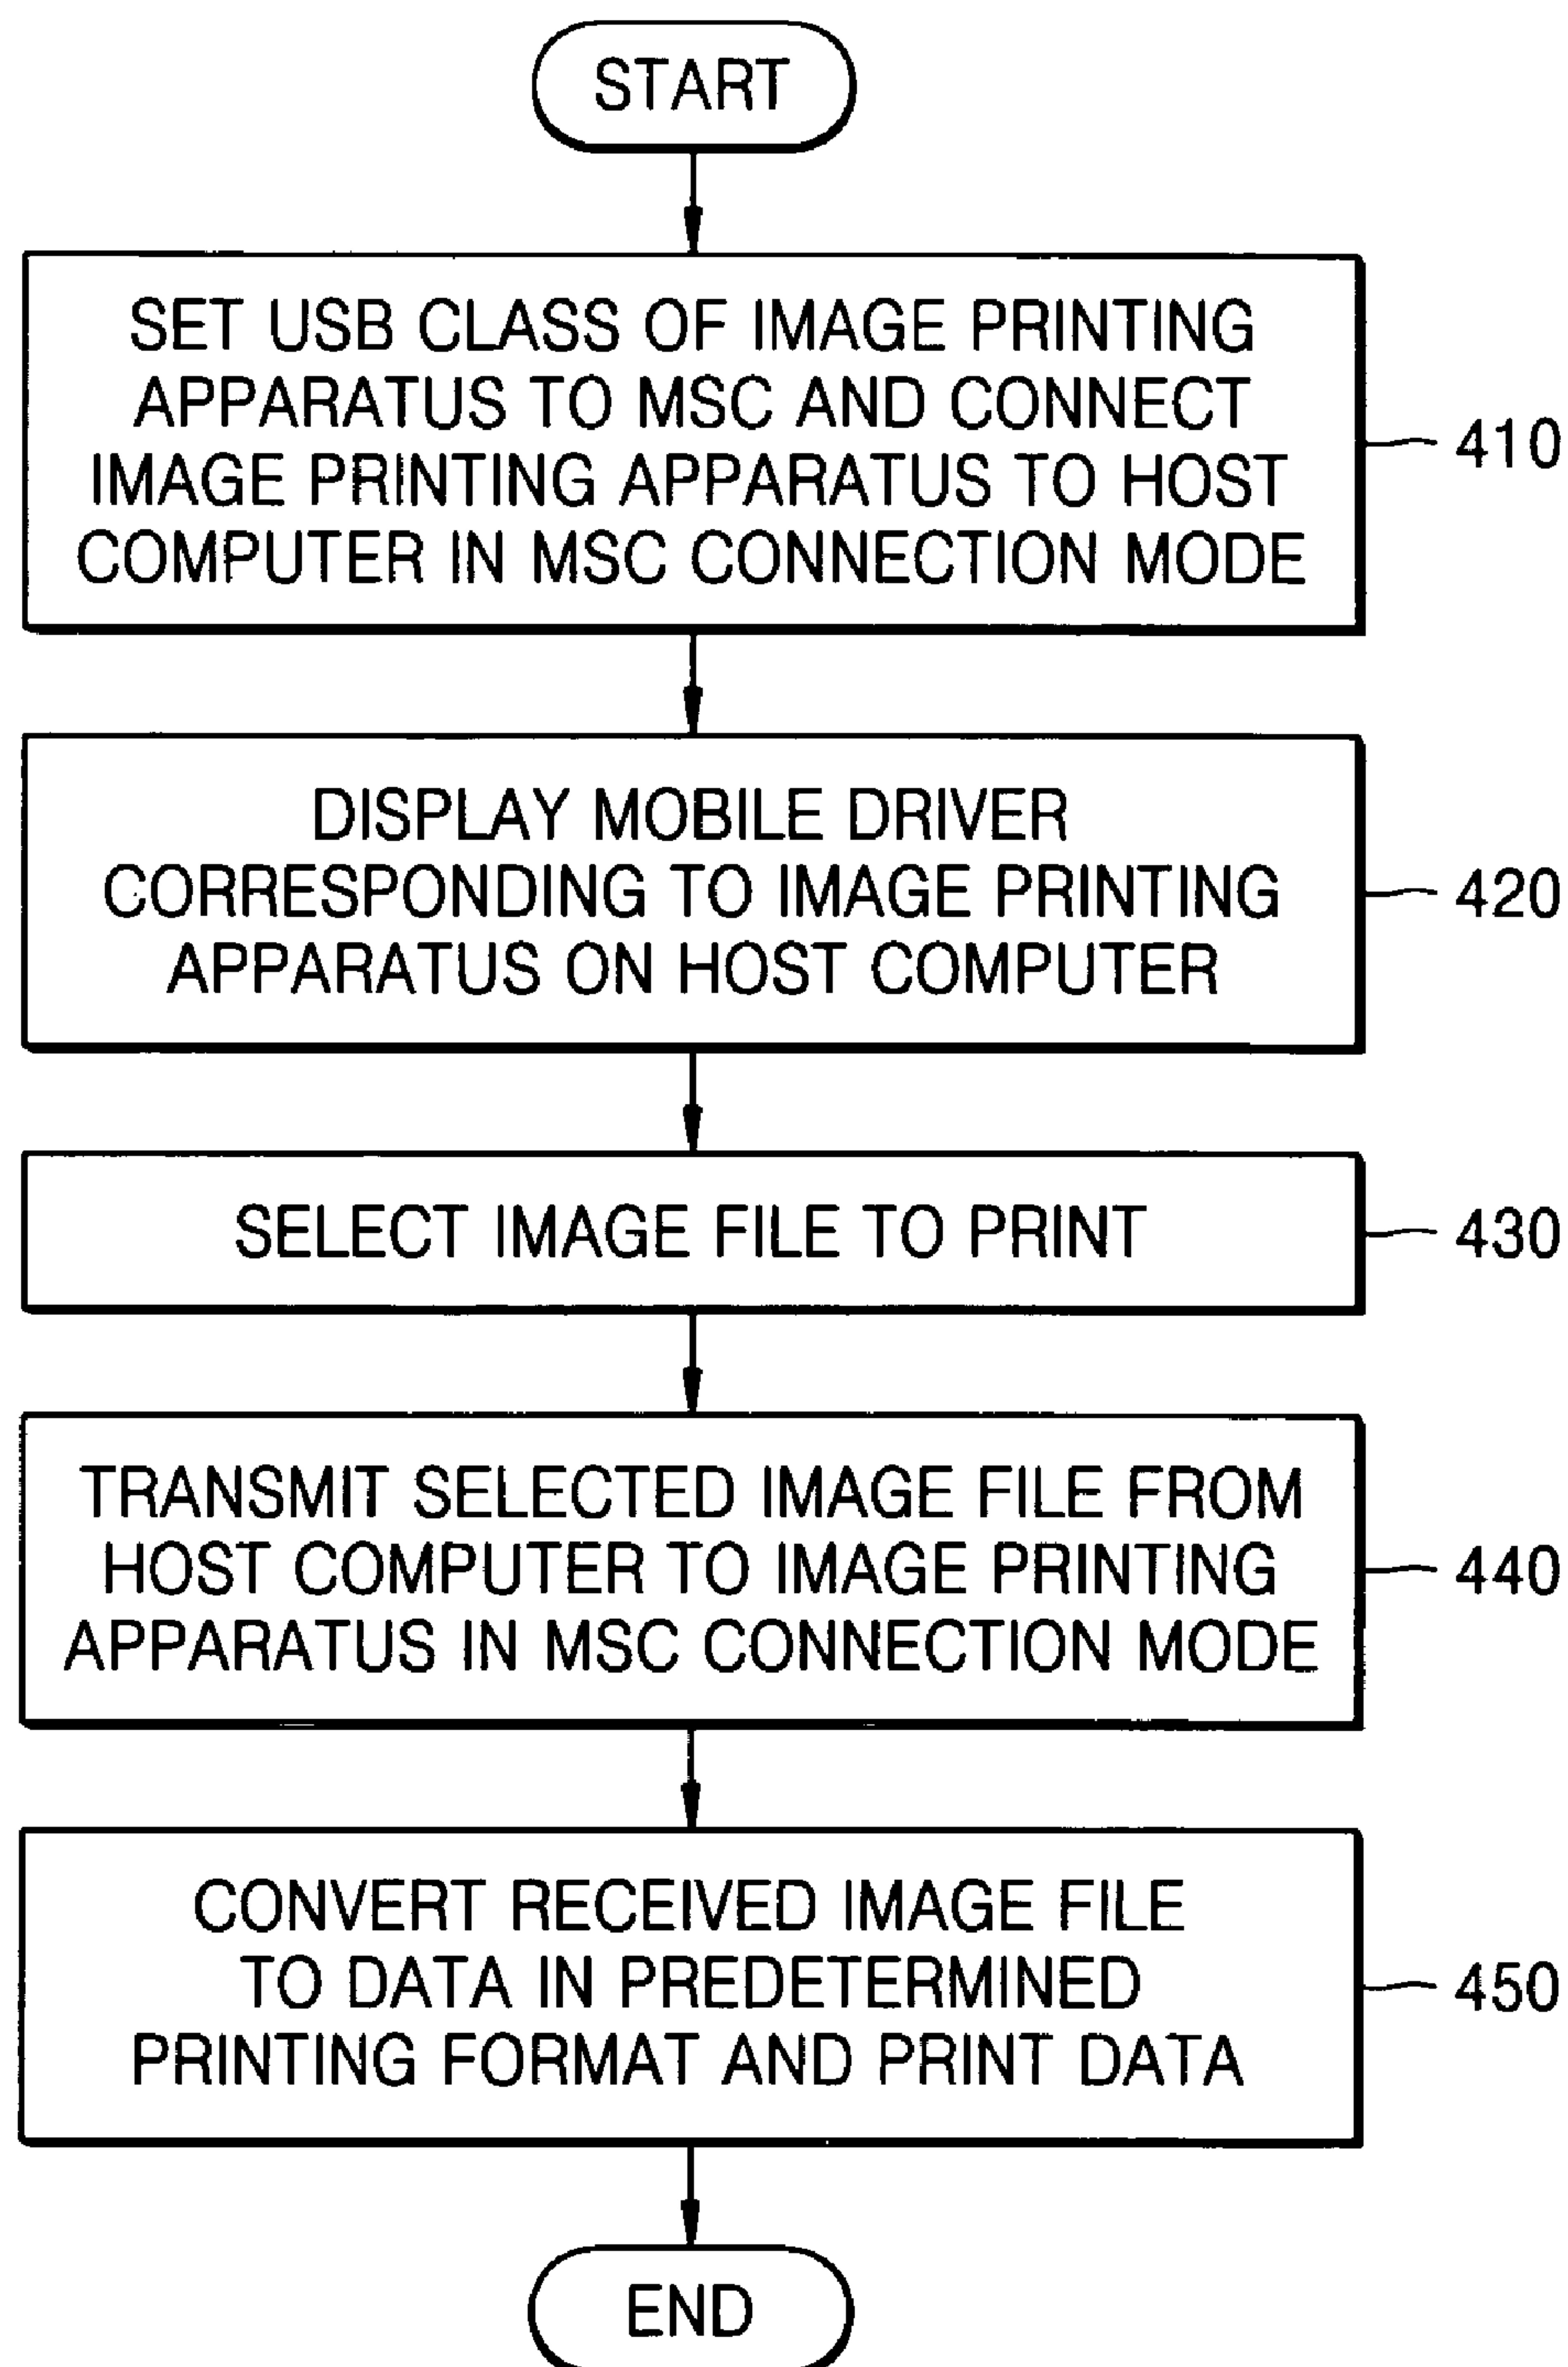 START
SET USB CLASS OF IMAGE PRINTING
APPARATUS TO MSC AND CONNECT
IMAGE PRINTING APPARATUS TO HOST
COMPUTER IN MSC CONNECTION MODE
410
DISPLAY MOBILE DRIVER
CORRESPONDING TO IMAGE PRINTING
APPARATUS ON HOST COMPUTER
420
SELECT IMAGE FILE TO PRINT
430
TRANSMIT SELECTED IMAGE FILE FROM
HOST COMPUTER TO IMAGE PRINTING
APPARATUS IN MSC CONNECTION MODE
440
CONVERT RECEIVED IMAGE FILE
TO DATA IN PREDETERMINED
PRINTING FORMAT AND PRINT DATA
450
END